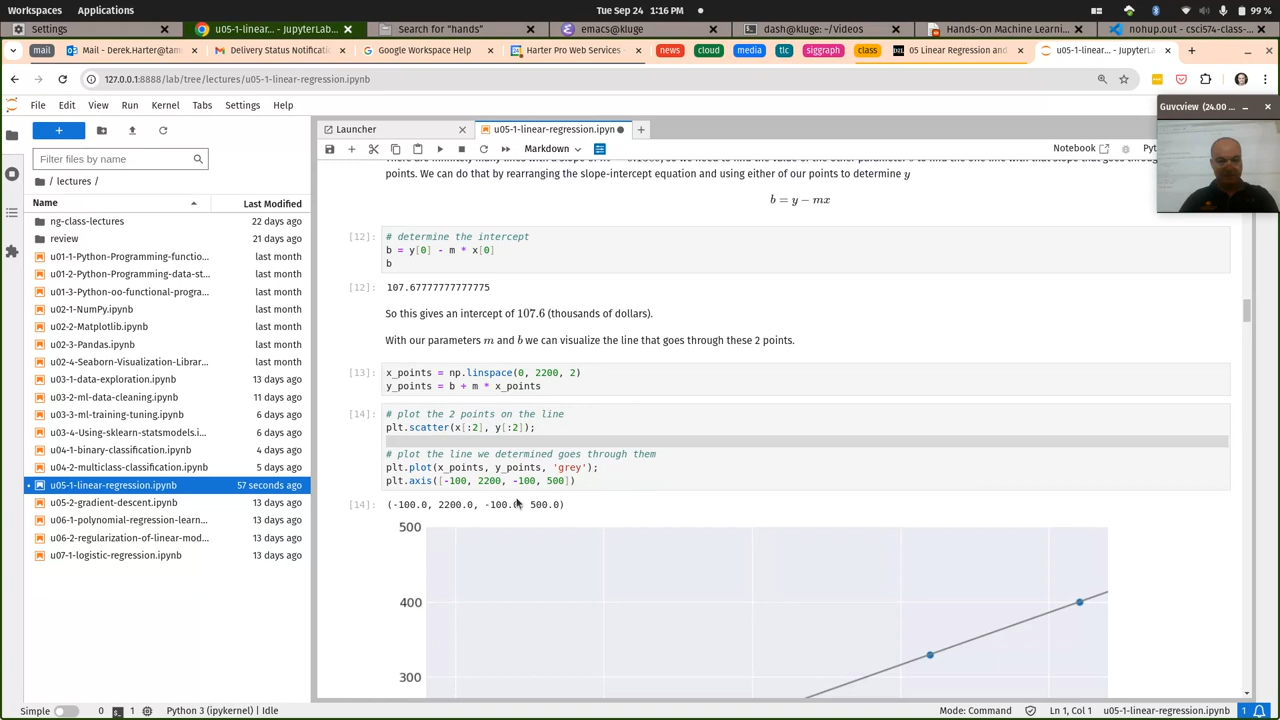 Workspaces Applications Tue Sep 24 1:16 PM 99 %
Settings u05-1-linear... - JupyterLab Search for "hands" emacs@kluge dash@kluge: ~/Videos Hands-On Machine Learning nohup.out - csci574-class-
mail Mail - Derek.Harter@tam Delivery Status Notificati Google Workspace Help Harter Pro Web Services - news cloud media tlc siggraph class 05 Linear Regression and u05-1-linear... - JupyterL
127.0.0.1:8888/lab/tree/lectures/u05-1-linear-regression.ipynb
Guvcview (24.00
File Edit View Run Kernel Tabs Settings Help
Launcher u05-1-linear-regression.ipyn
Markdown Notebook Pyt
Filter files by name
/ lectures /
Name Last Modified
ng-class-lectures 22 days ago
review 21 days ago
u01-1-Python-Programming-functio... last month
u01-2-Python-Programming-data-st... last month
u01-3-Python-oo-functional-progra... last month
u02-1-NumPy.ipynb last month
u02-2-Matplotlib.ipynb last month
u02-3-Pandas.ipynb last month
u02-4-Seaborn-Visualization-Librar... last month
u03-1-data-exploration.ipynb 13 days ago
u03-2-ml-data-cleaning.ipynb 11 days ago
u03-3-ml-training-tuning.ipynb 6 days ago
u03-4-Using-sklearn-statsmodels.i... 6 days ago
u04-1-binary-classification.ipynb 4 days ago
u04-2-multiclass-classification.ipynb 5 days ago
u05-1-linear-regression.ipynb 57 seconds ago
u05-2-gradient-descent.ipynb 13 days ago
u06-1-polynomial-regression-learn... 13 days ago
u06-2-regularization-of-linear-mod... 13 days ago
u07-1-logistic-regression.ipynb 13 days ago
points. We can do that by rearranging the slope-intercept equation and using either of our points to determine y
b = y − mx
[12]: # determine the intercept
b = y[0] - m * x[0]
b
[12]: 107.67777777777775
So this gives an intercept of 107.6 (thousands of dollars).
With our parameters m and b we can visualize the line that goes through these 2 points.
[13]: x_points = np.linspace(0, 2200, 2)
y_points = b + m * x_points
[14]: # plot the 2 points on the line
plt.scatter(x[:2], y[:2]);
# plot the line we determined goes through them
plt.plot(x_points, y_points, 'grey');
plt.axis([-100, 2200, -100, 500])
[14]: (-100.0, 2200.0, -100.0, 500.0)
500
400
300
Simple 0 1 Python 3 (ipykernel) | Idle Mode: Command Ln 1, Col 1 u05-1-linear-regression.ipynb 1